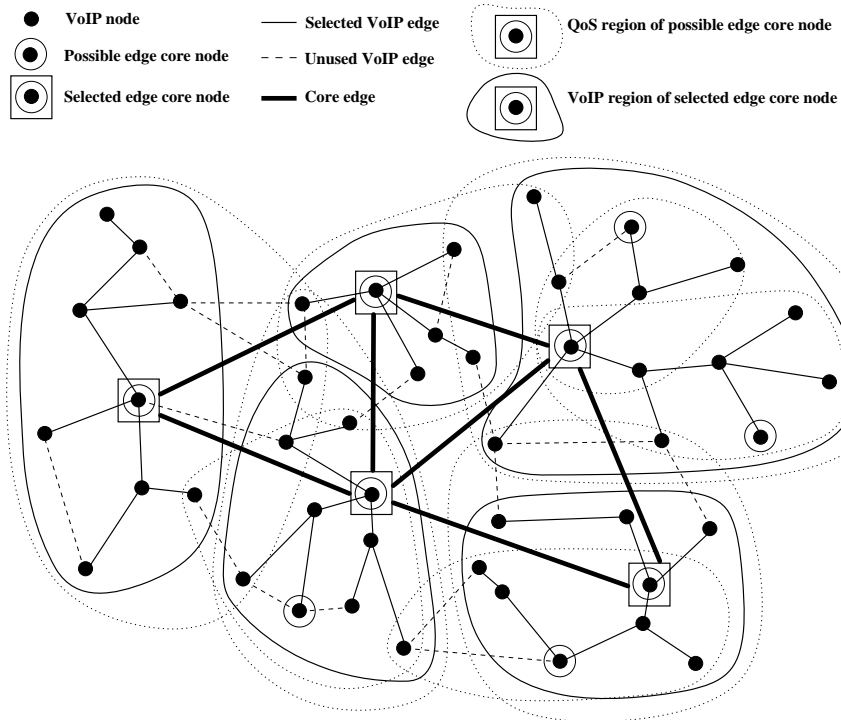 VoIP node
Selected VoIP edge
QoS region of possible edge core node
Possible edge core node
Unused VoIP edge
Selected edge core node
Core edge
VoIP region of selected edge core node